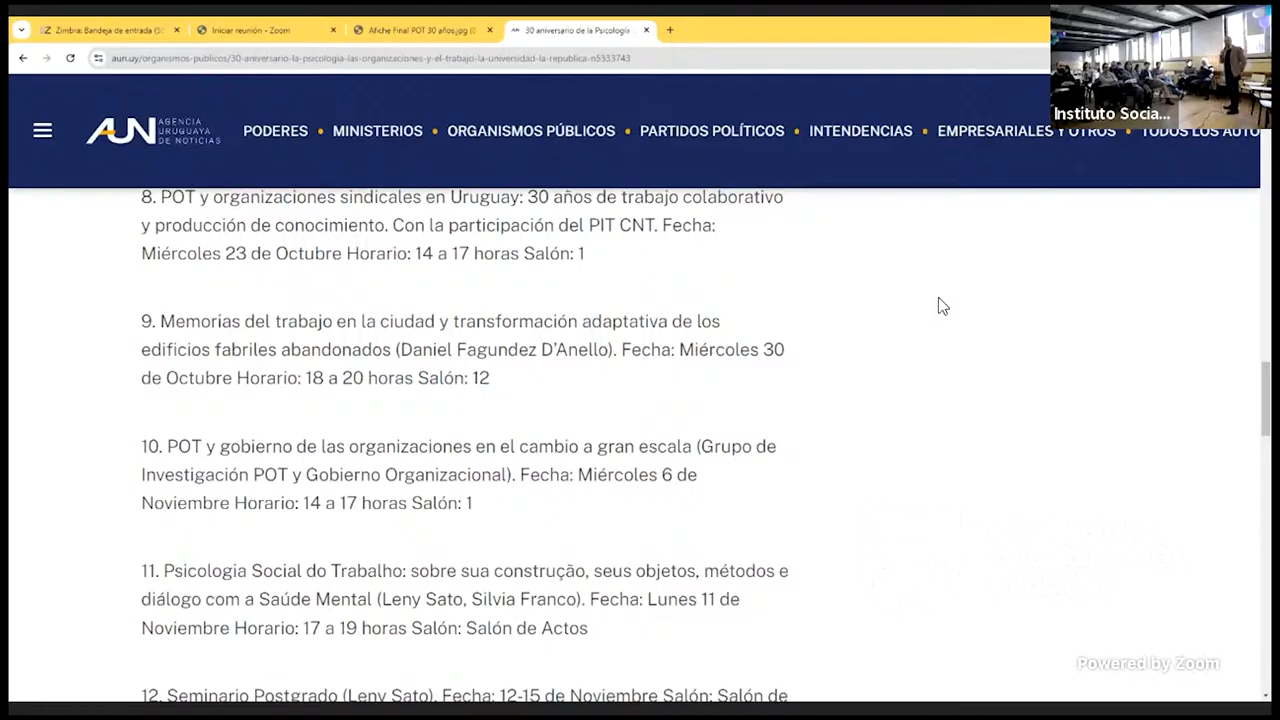 Zimbra: Bandeja de entrada (5
Iniciar reunión - Zoom
Afiche Final POT 30 años.jpg (
30 aniversario de la Psicología
aun.uy/organismos-publicos/30-aniversario-la-psicologia-las-organizaciones-y-el-trabajo-la-universidad-la-republica-n5333743
Instituto Socia...
AUN AGENCIA URUGUAYA DE NOTICIAS
PODERES • MINISTERIOS • ORGANISMOS PÚBLICOS • PARTIDOS POLÍTICOS • INTENDENCIAS • EMPRESARIALES Y OTROS • TODOS LOS AUTO
8. POT y organizaciones sindicales en Uruguay: 30 años de trabajo colaborativo
y producción de conocimiento. Con la participación del PIT CNT. Fecha:
Miércoles 23 de Octubre Horario: 14 a 17 horas Salón: 1
9. Memorias del trabajo en la ciudad y transformación adaptativa de los
edificios fabriles abandonados (Daniel Fagundez D'Anello). Fecha: Miércoles 30
de Octubre Horario: 18 a 20 horas Salón: 12
10. POT y gobierno de las organizaciones en el cambio a gran escala (Grupo de
Investigación POT y Gobierno Organizacional). Fecha: Miércoles 6 de
Noviembre Horario: 14 a 17 horas Salón: 1
11. Psicologia Social do Trabalho: sobre sua construção, seus objetos, métodos e
diálogo com a Saúde Mental (Leny Sato, Silvia Franco). Fecha: Lunes 11 de
Noviembre Horario: 17 a 19 horas Salón: Salón de Actos
12. Seminario Postgrado (Leny Sato). Fecha: 12-15 de Noviembre Salón: Salón de
Powered by Zoom